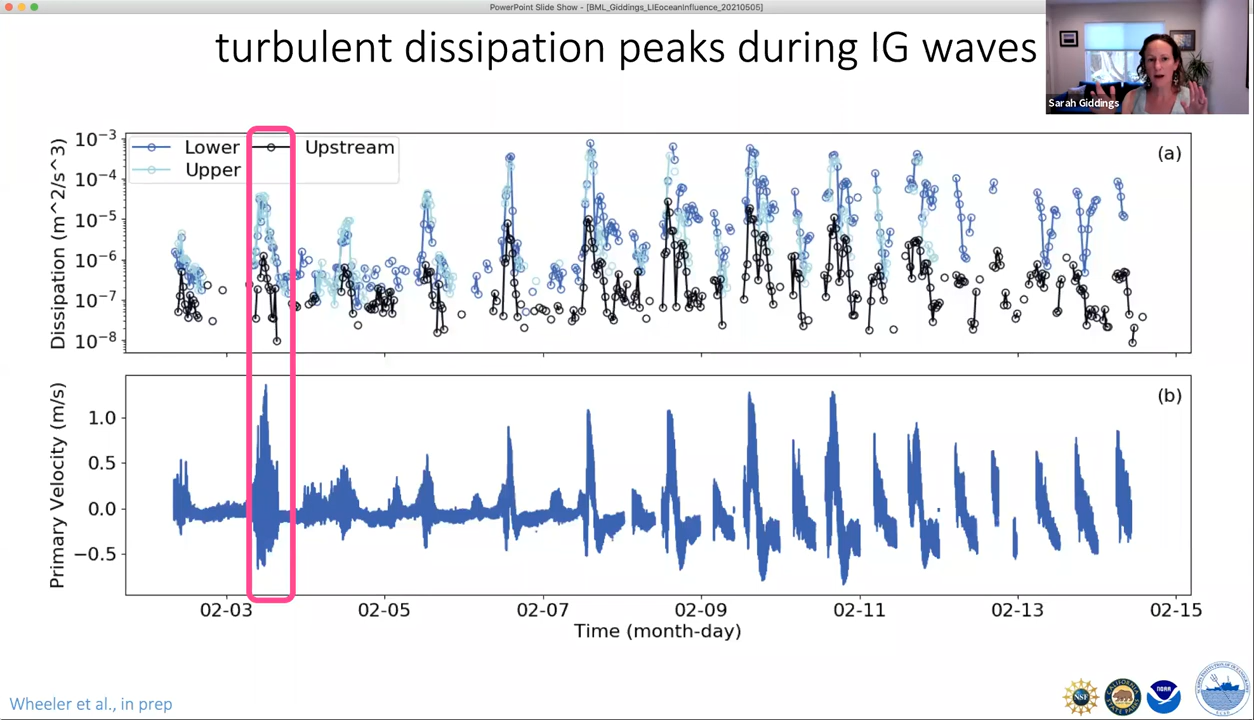 PowerPoint Slide Show - [BML_Giddings_LIEoceanInfluence_20210505]
turbulent dissipation peaks during IG waves
Sarah Giddings
Dissipation (m^2/s^3)
10⁻³
10⁻⁴
10⁻⁵
10⁻⁶
10⁻⁷
10⁻⁸
Lower
Upper
Upstream
(a)
Primary Velocity (m/s)
1.0
0.5
0.0
−0.5
(b)
02-03 02-05 02-07 02-09 02-11 02-13 02-15
Time (month-day)
Wheeler et al., in prep
NSF
NOAA